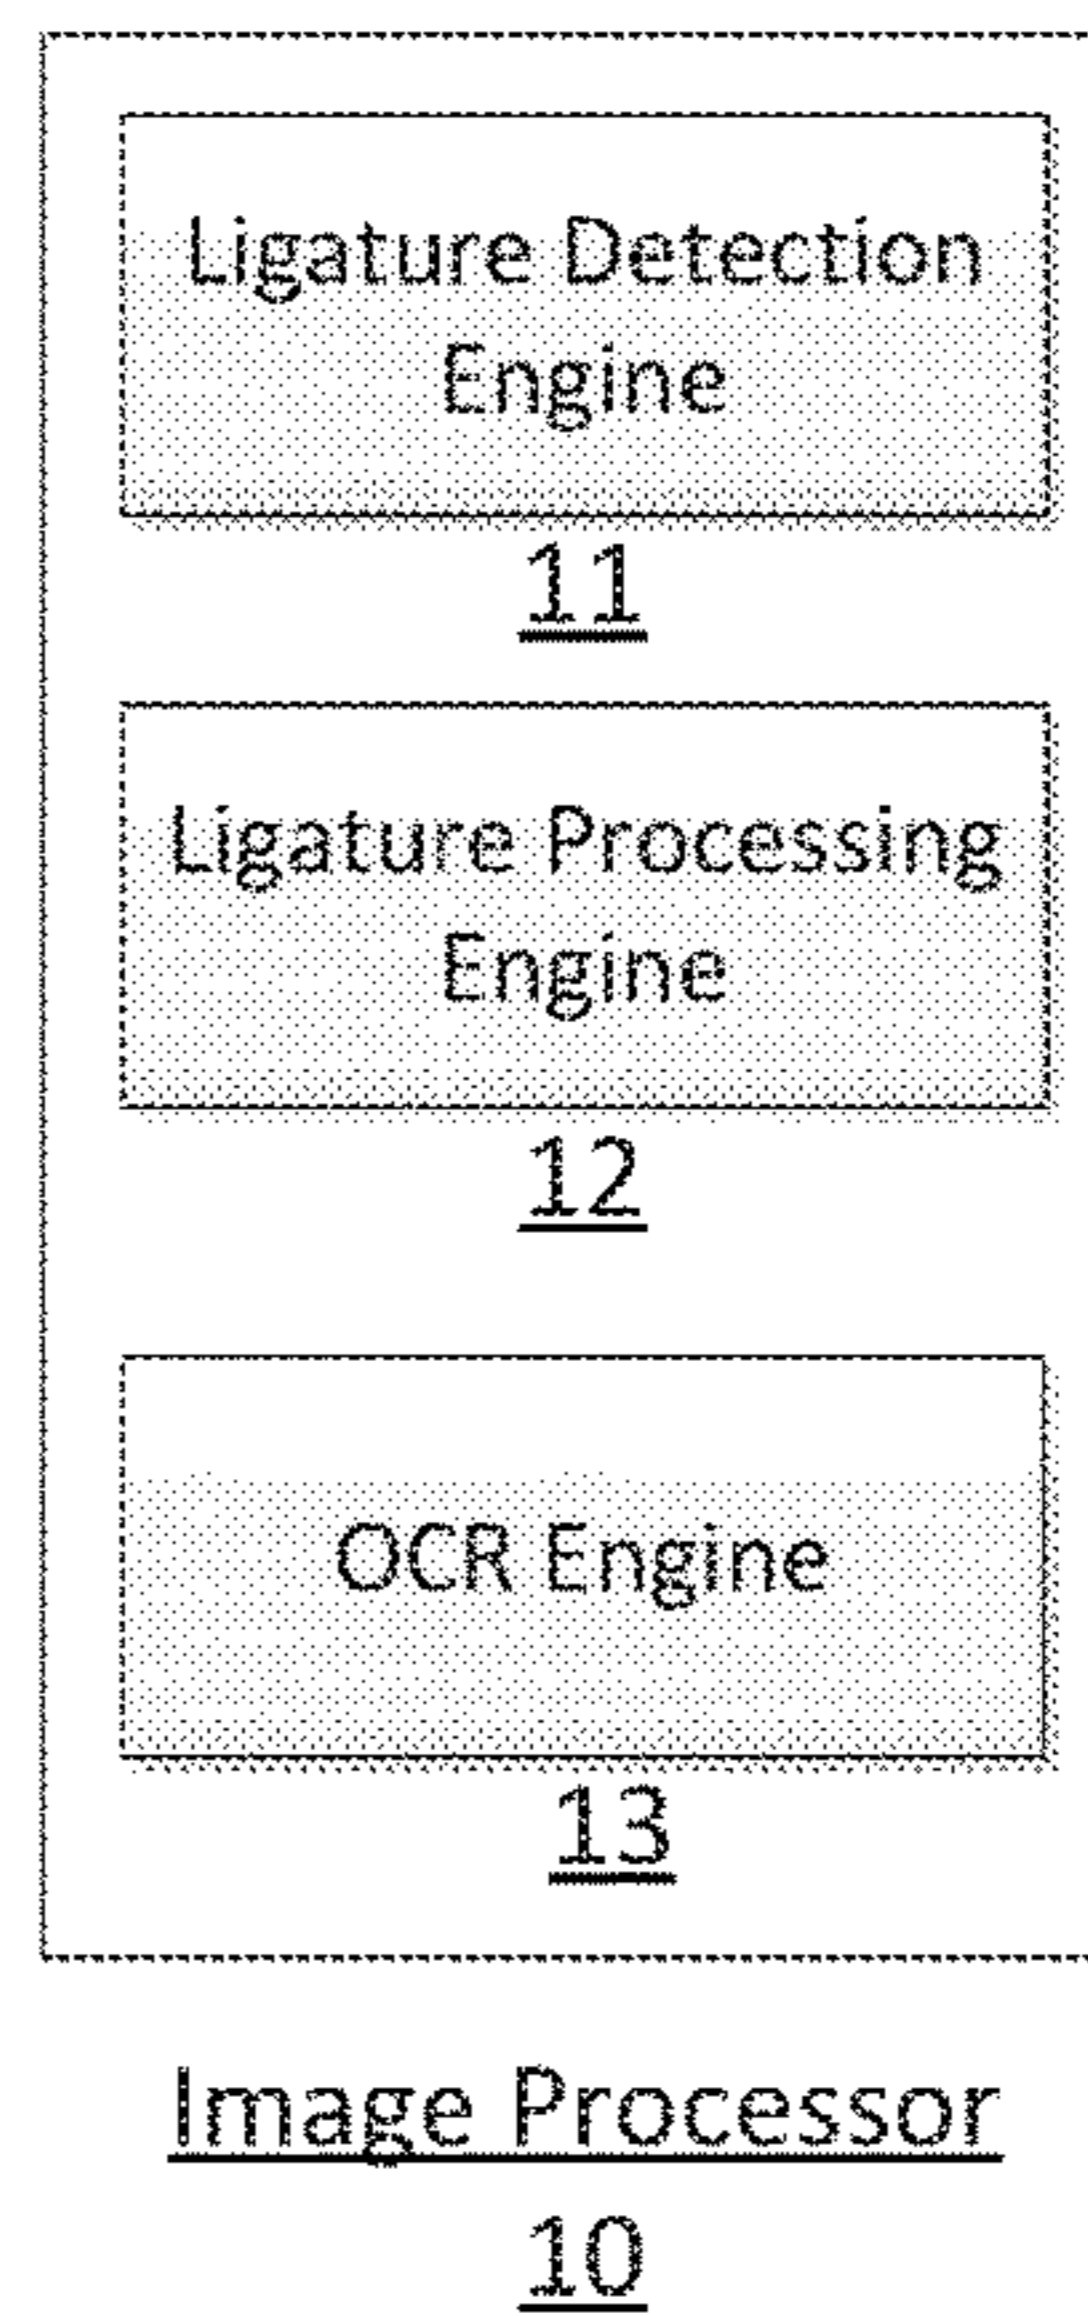 Ligature Detection
Engine
11
Ligature Processing
Engine
12
OCR Engine
13
Image Processor
10